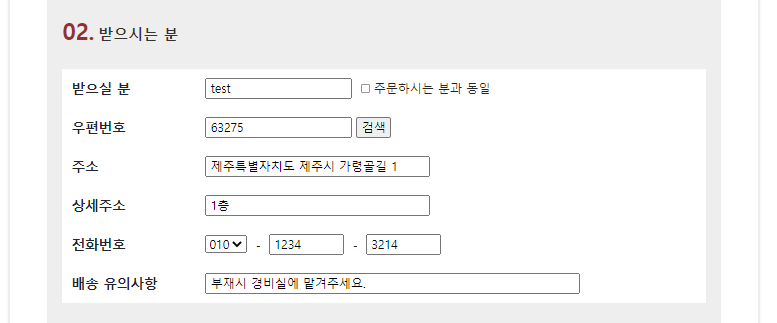 02. 받으시는 분
받으실 분 test 주문하시는 분과 동일
우편번호 63275 검색
주소 제주특별자치도 제주시 가령골길 1
상세주소 1층
전화번호 010 - 1234 - 3214
배송 유의사항 부재시 경비실에 맡겨주세요.